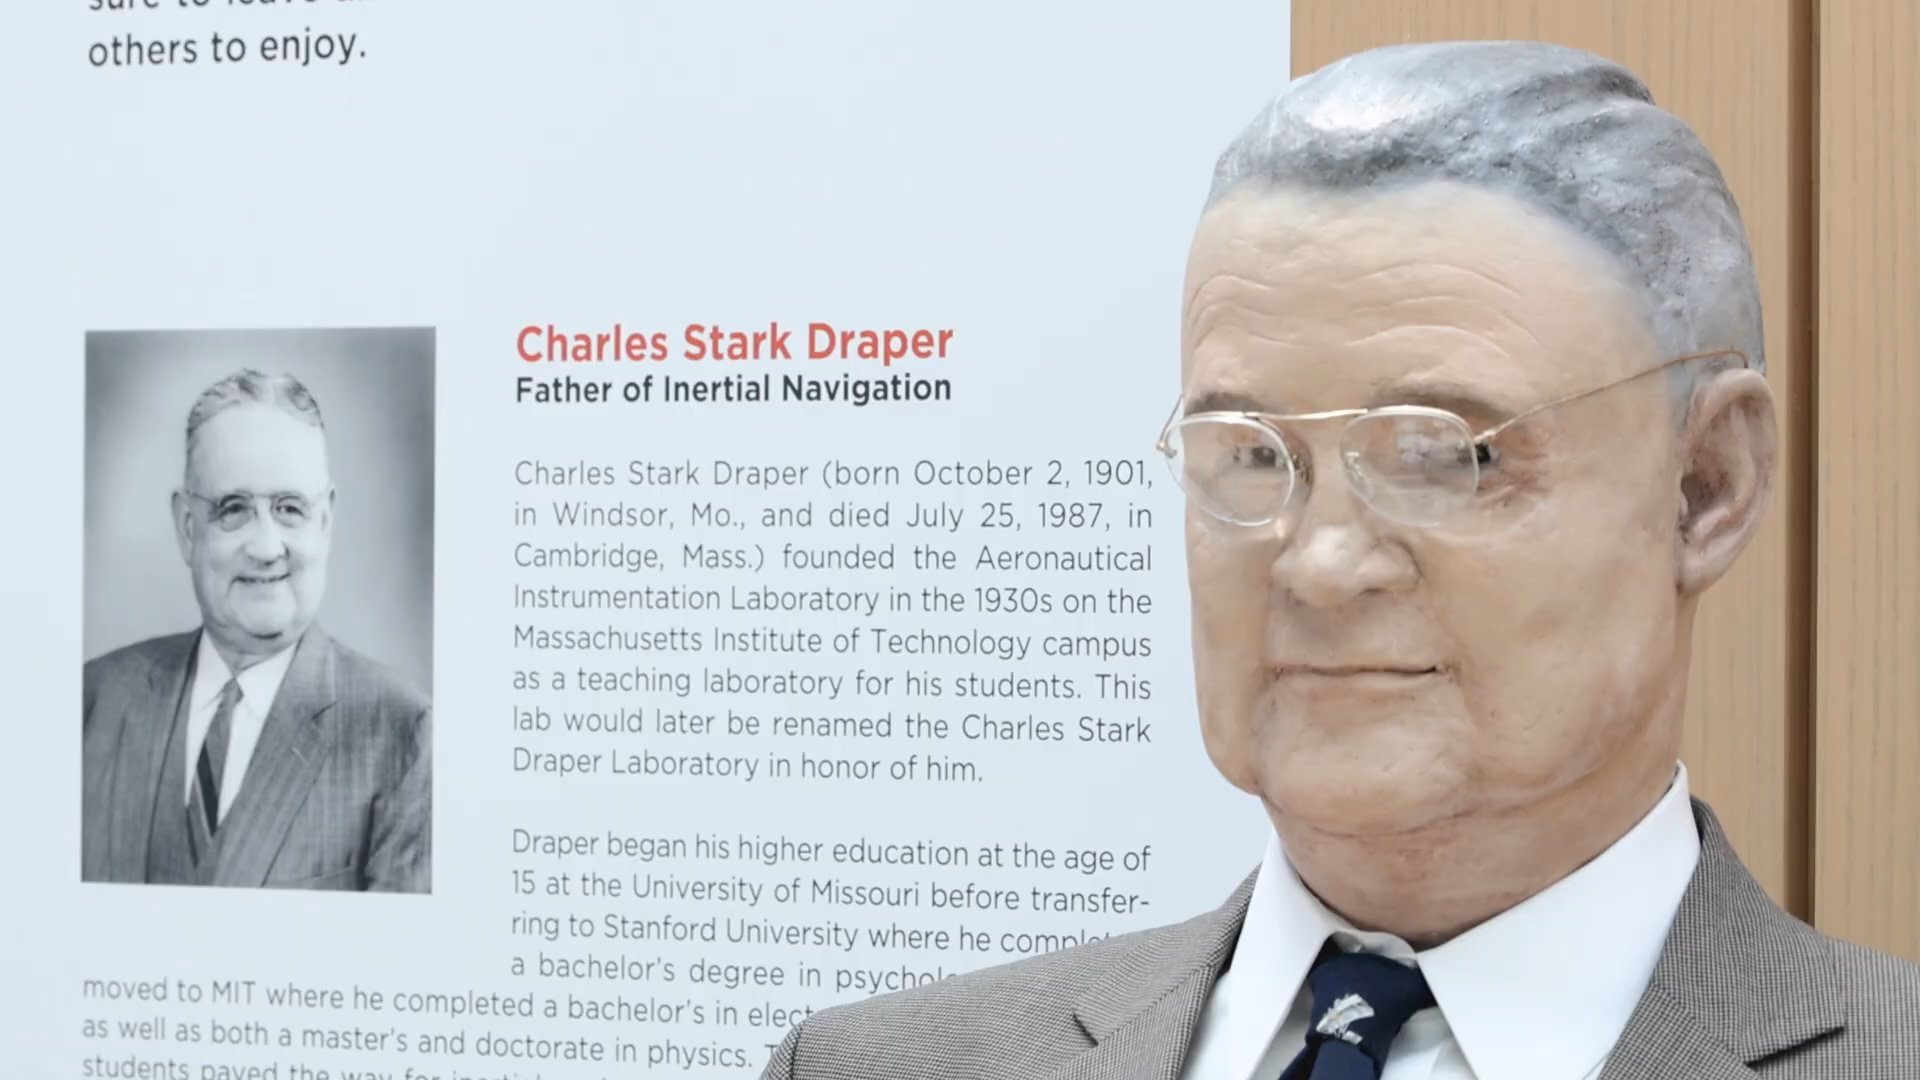 others to enjoy.
Charles Stark Draper
Father of Inertial Navigation
Charles Stark Draper (born October 2, 1901,
in Windsor, Mo., and died July 25, 1987, in
Cambridge, Mass.) founded the Aeronautical
Instrumentation Laboratory in the 1930s on the
Massachusetts Institute of Technology campus
as a teaching laboratory for his students. This
lab would later be renamed the Charles Stark
Draper Laboratory in honor of him.
Draper began his higher education at the age of
15 at the University of Missouri before transfer-
ring to Stanford University where he
a bachelor's degree in
moved to MIT where he completed a bachelor's in
as well as both a master's and doctorate in physics.
students paved the way for